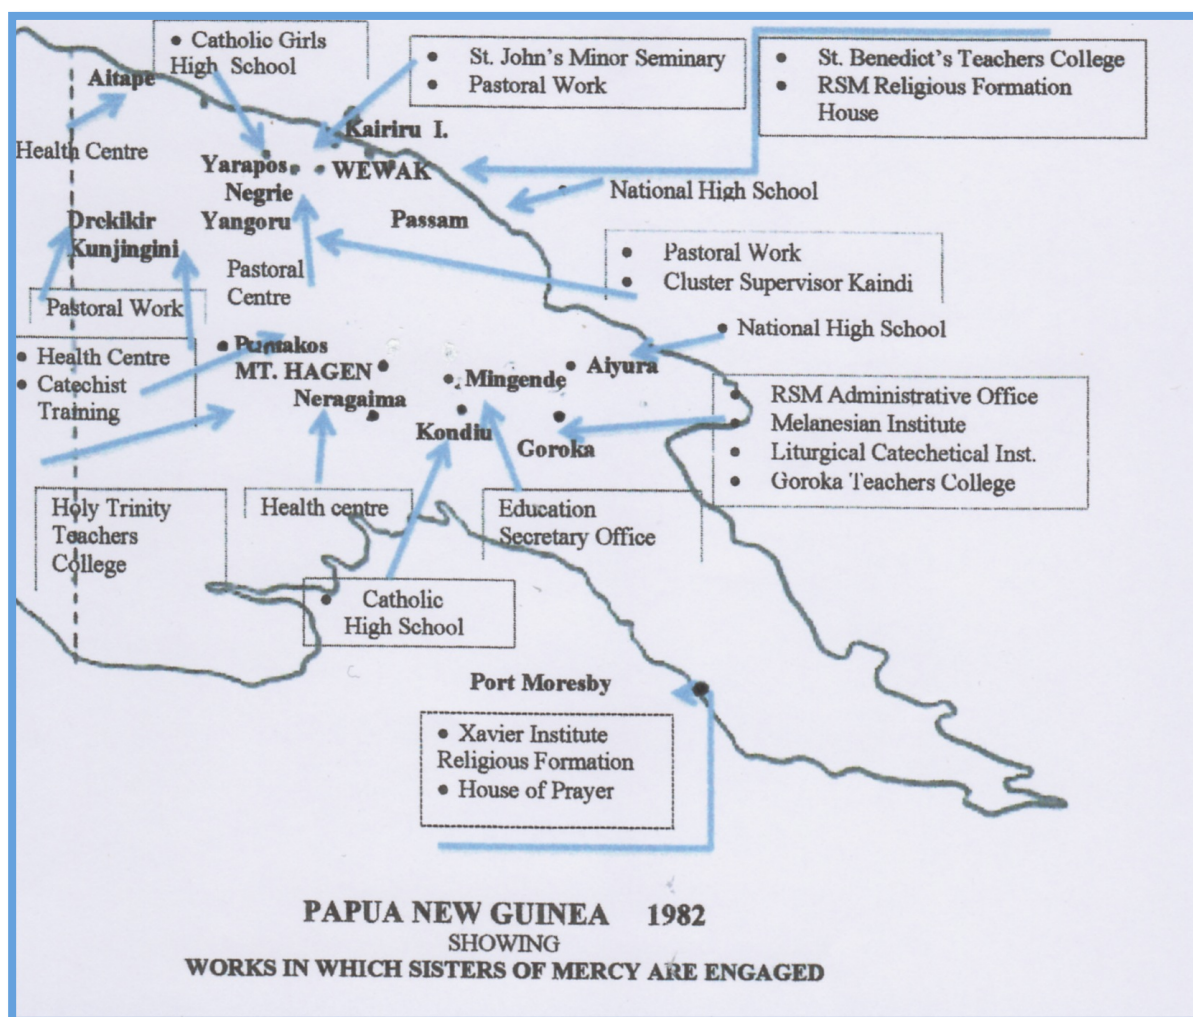 • Catholic Girls
High School
• St. John's Minor Seminary
• Pastoral Work
• St. Benedict's Teachers College
• RSM Religious Formation
House
Aitape
Health Centre
Kairiru I.
Yarapos
WEWAK
Negrie
National High School
Drekikir
Yangoru
Passam
Kunjingini
Pastoral
Centre
• Pastoral Work
• Cluster Supervisor Kaindi
Pastoral Work
National High School
• Health Centre
• Catechist
Training
MT. HAGEN
Mingende
Aiyura
Neragaima
Kondiu
Goroka
• RSM Administrative Office
• Melanesian Institute
• Liturgical Catechetical Inst.
• Goroka Teachers College
Holy Trinity
Teachers
College
Health centre
Education
Secretary Office
• Catholic
High School
Port Moresby
• Xavier Institute
Religious Formation
• House of Prayer
PAPUA NEW GUINEA 1982
SHOWING
WORKS IN WHICH SISTERS OF MERCY ARE ENGAGED